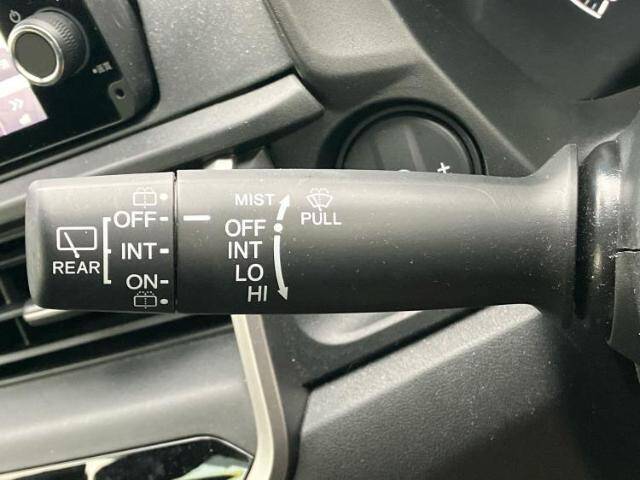 MIST
OFF
INT
LO
HI
PULL
REAR
OFF
INT
ON